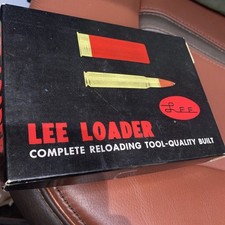 Lee
LEE LOADER
COMPLETE RELOADING TOOL-QUALITY BUILT